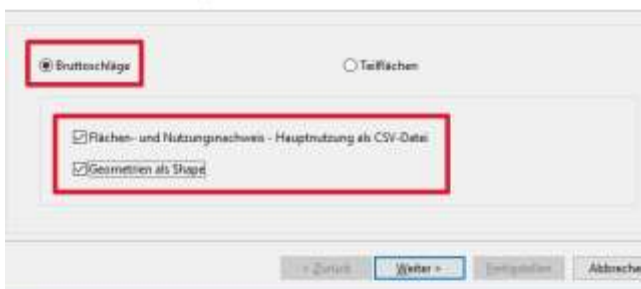 Bruttoschläge
Teilflächen
Flächen- und Nutzungsnachweis - Hauptnutzung als CSV-Datei
Geometrien als Shape
< Zurück Weiter > Fertigstellen Abbreche